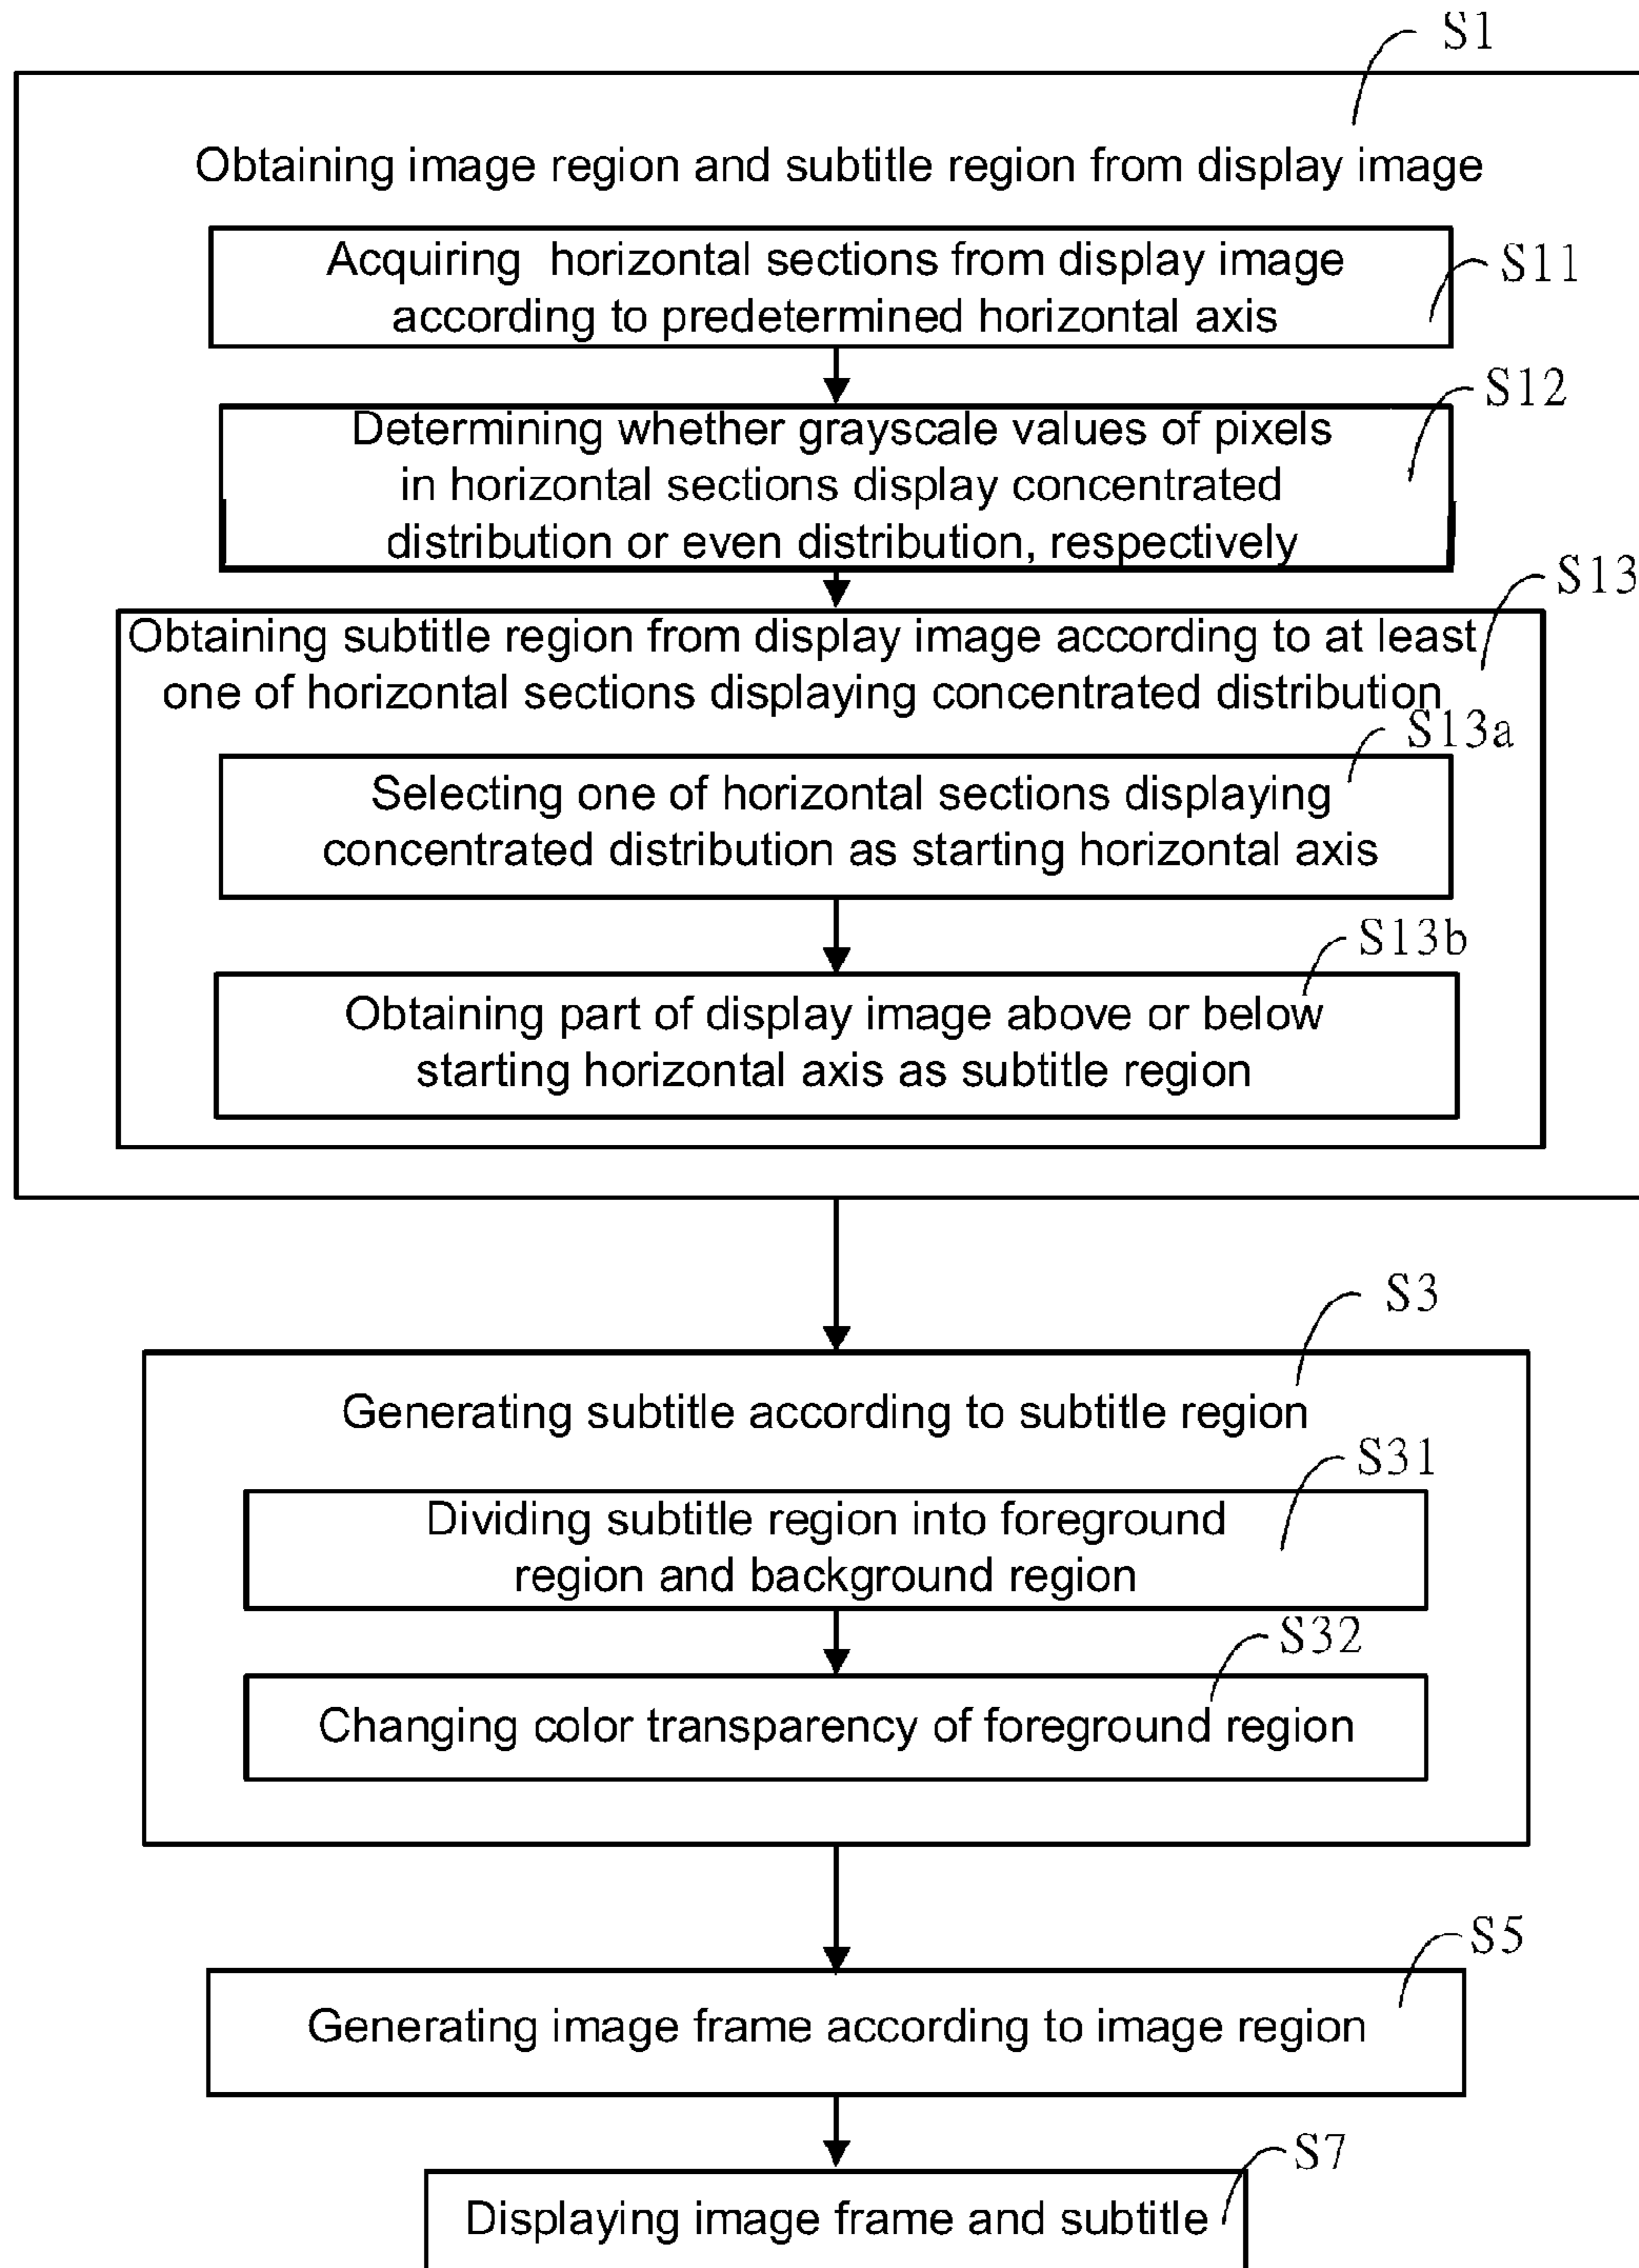 S1
Obtaining image region and subtitle region from display image
Acquiring horizontal sections from display image
according to predetermined horizontal axis
S11
Determining whether grayscale values of pixels
in horizontal sections display concentrated
distribution or even distribution, respectively
S12
S13
Obtaining subtitle region from display image according to at least
one of horizontal sections displaying concentrated distribution
S13a
Selecting one of horizontal sections displaying
concentrated distribution as starting horizontal axis
S13b
Obtaining part of display image above or below
starting horizontal axis as subtitle region
S3
Generating subtitle according to subtitle region
S31
Dividing subtitle region into foreground
region and background region
S32
Changing color transparency of foreground region
S5
Generating image frame according to image region
S7
Displaying image frame and subtitle